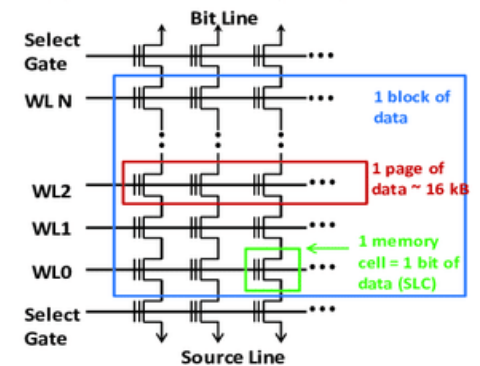 Bit Line
Select
Gate
WL N
1 block of
data
1 page of
data ~ 16 kB
WL2
WL1
1 memory
cell = 1 bit of
data (SLC)
WL0
Select
Gate
Source Line